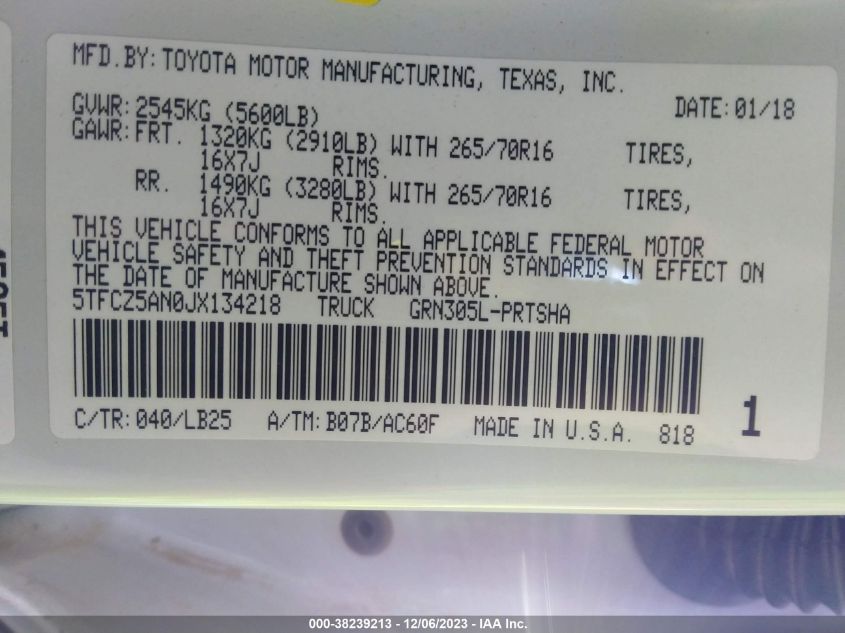 MFD.BY: TOYOTA MOTOR MANUFACTURING, TEXAS, INC.
GVWR: 2545KG (5600LB) DATE: 01/18
GAWR: FRT. 1320KG (2910LB) WITH 265/70R16 TIRES,
16X7J RIMS.
RR. 1490KG (3280LB) WITH 265/70R16 TIRES,
16X7J RIMS.
THIS VEHICLE CONFORMS TO ALL APPLICABLE FEDERAL MOTOR
VEHICLE SAFETY AND THEFT PREVENTION STANDARDS IN EFFECT ON
THE DATE OF MANUFACTURE SHOWN ABOVE.
5TFCZ5AN0JX134218 TRUCK GRN305L-PRTSHA
C/TR: 040/LB25 A/TM: B07B/AC60F MADE IN U.S.A. 818 1
000-38239213 - 12/06/2023 - IAA Inc.